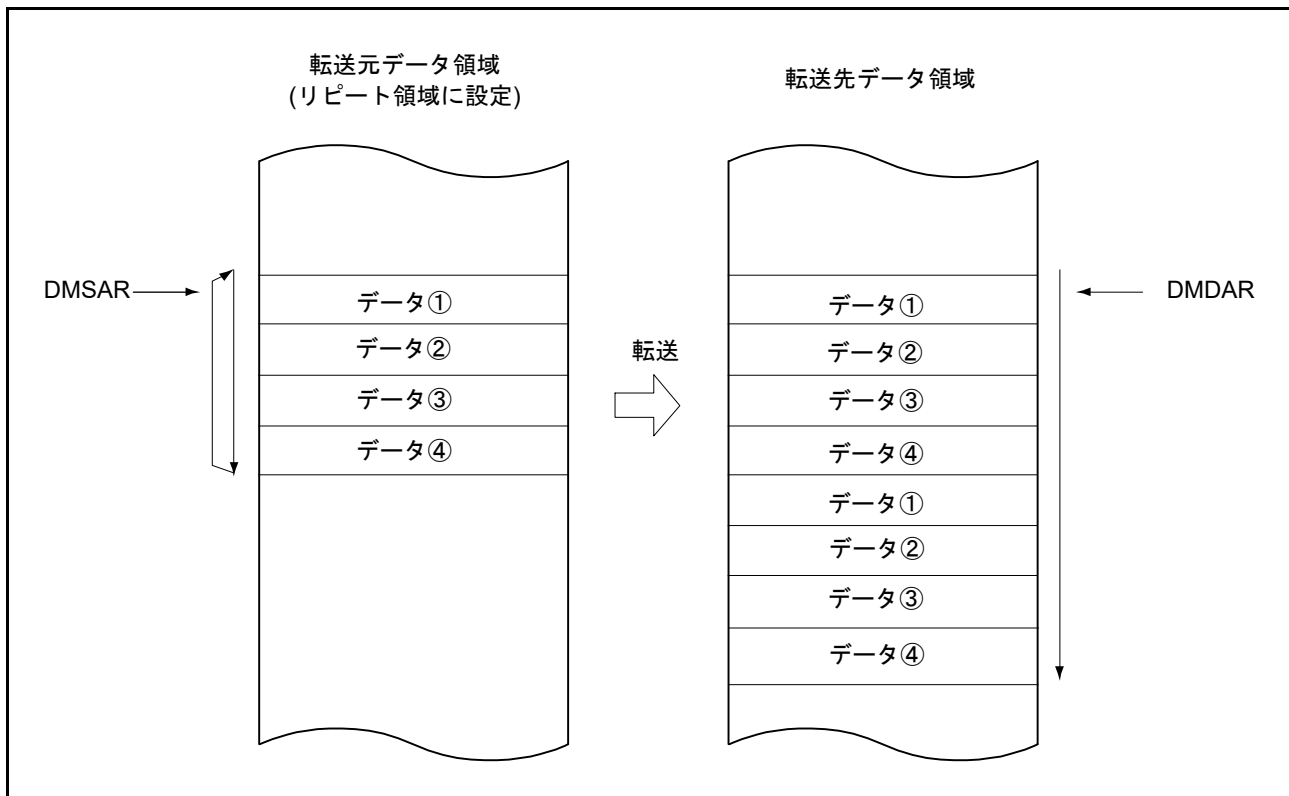 転送元データ領域
(リピート領域に設定)
転送先データ領域
DMSAR
データ①
データ②
データ③
データ④
転送
データ①
データ②
データ③
データ④
データ①
データ②
データ③
データ④
DMDAR